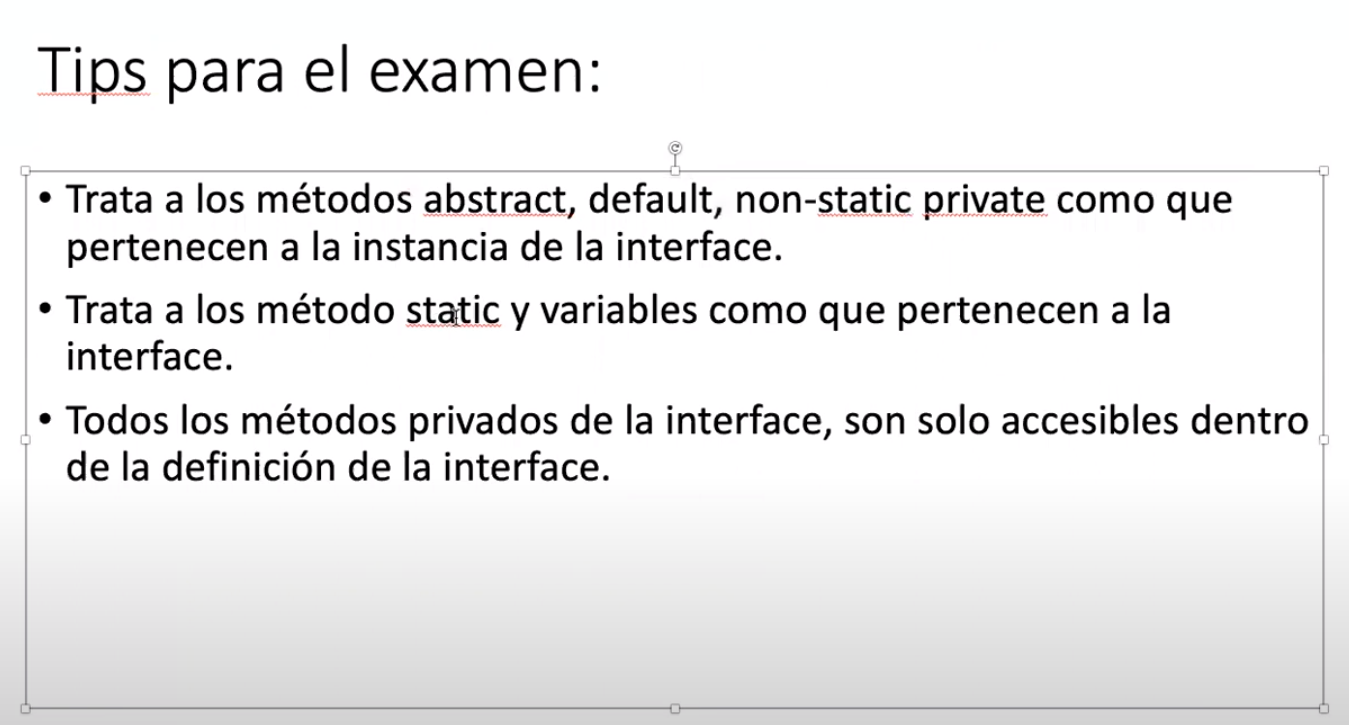 Tips para el examen:
• Trata a los métodos abstract, default, non-static private como que
pertenecen a la instancia de la interface.
• Trata a los método static y variables como que pertenecen a la
interface.
• Todos los métodos privados de la interface, son solo accesibles dentro
de la definición de la interface.